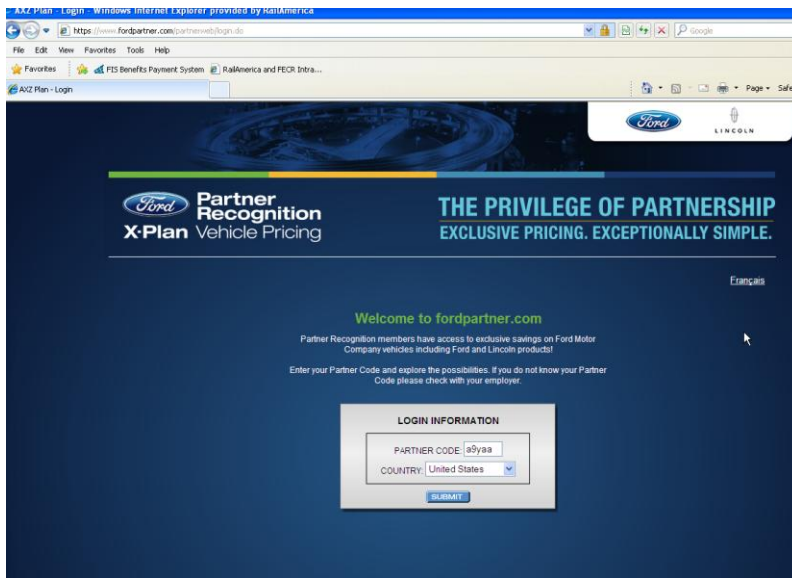 AXZ Plan - Login - Windows Internet Explorer provided by RailAmerica
https://www.fordpartner.com/partnerweb/login.do
Google
File Edit View Favorites Tools Help
Favorites FIS Benefits Payment System RailAmerica and FECR Intra...
AXZ Plan - Login
Page Safe
Ford
LINCOLN
Ford Partner Recognition
X-Plan Vehicle Pricing
THE PRIVILEGE OF PARTNERSHIP
EXCLUSIVE PRICING. EXCEPTIONALLY SIMPLE.
Français
Welcome to fordpartner.com
Partner Recognition members have access to exclusive savings on Ford Motor
Company vehicles including Ford and Lincoln products!
Enter your Partner Code and explore the possibilities. If you do not know your Partner
Code please check with your employer.
LOGIN INFORMATION
PARTNER CODE: a9yaa
COUNTRY: United States
SUBMIT